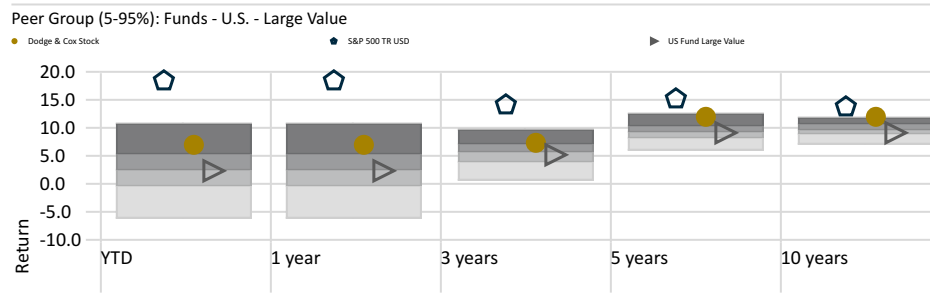 Peer Group (5-95%): Funds - U.S. - Large Value
Dodge & Cox Stock S&P 500 TR USD US Fund Large Value
20.0
15.0
10.0
5.0
0.0
-5.0
-10.0
Return
YTD 1 year 3 years 5 years 10 years